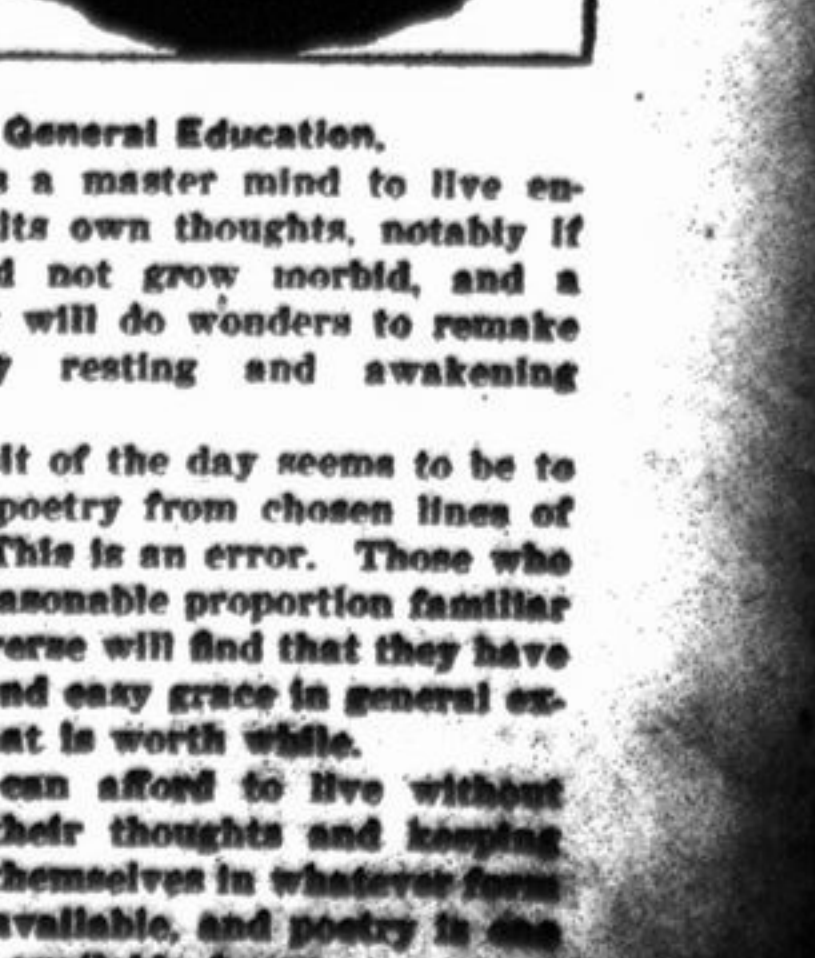 General Education.
s a master mind to live en-
its own thoughts, notably if
d not grow morbid, and a
will do wonders to remake
y resting and awakening
it of the day seems to be to
poetry from chosen lines of
This is an error. Those who
asonable proportion familiar
verse will find that they have
nd easy grace in general ex-
at is worth while.
can afford to live without
their thoughts and keeping
themselves in whatever form
available, and poetry is one